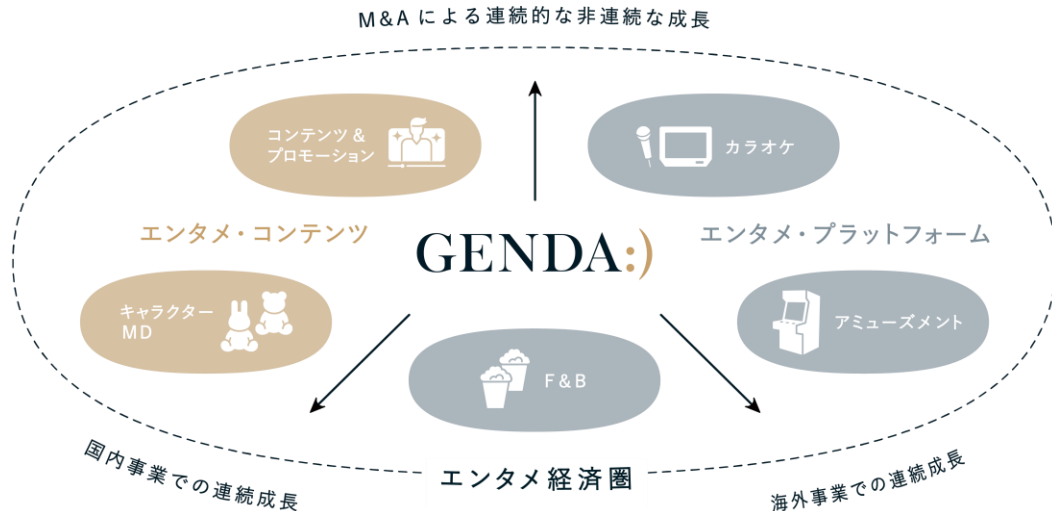 M&Aによる連続的な非連続な成長
コンテンツ&
プロモーション
カラオケ
エンタメ・コンテンツ
GENDA:)
エンタメ・プラットフォーム
キャラクター
MD
アミューズメント
F&B
国内事業での連続成長
エンタメ経済圏
海外事業での連続成長